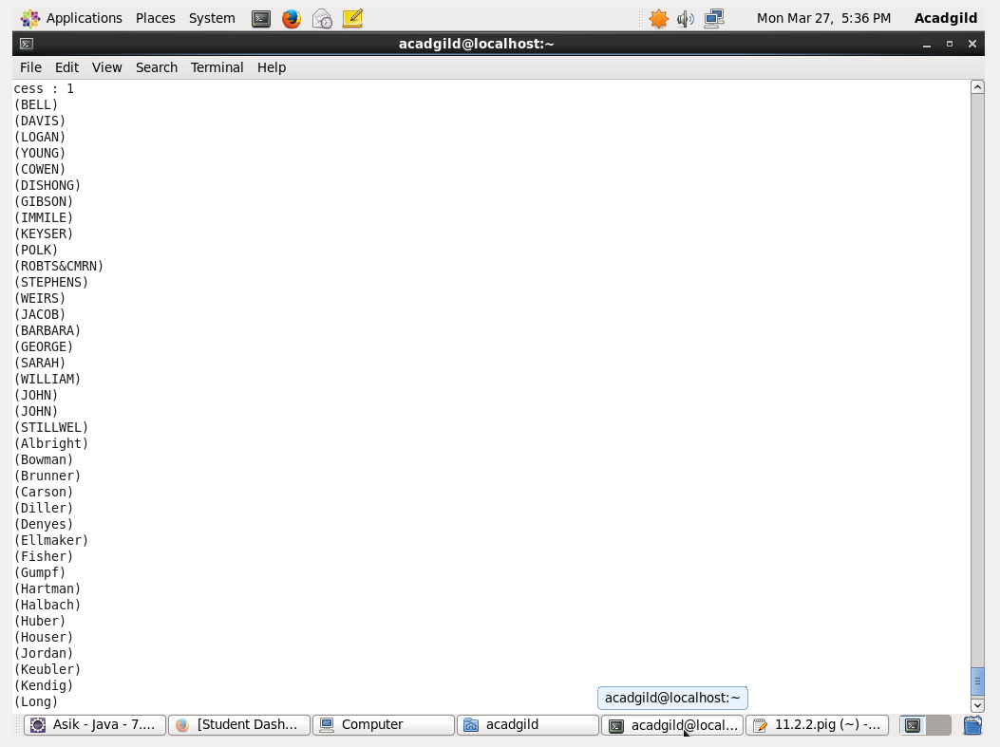 Applications Places System Mon Mar 27, 5:36 PM Acadgild
acadgild@localhost:~
File Edit View Search Terminal Help
cess : 1
(BELL)
(DAVIS)
(LOGAN)
(YOUNG)
(COWEN)
(DISHONG)
(GIBSON)
(IMMILE)
(KEYSER)
(POLK)
(ROBTS&CMRN)
(STEPHENS)
(WEIRS)
(JACOB)
(BARBARA)
(GEORGE)
(SARAH)
(WILLIAM)
(JOHN)
(JOHN)
(STILLWEL)
(Albright)
(Bowman)
(Brunner)
(Carson)
(Diller)
(Denyes)
(Ellmaker)
(Fisher)
(Gumpf)
(Hartman)
(Halbach)
(Huber)
(Houser)
(Jordan)
(Keubler)
(Kendig)
(Long)
acadgild@localhost:~
Asik - Java - 7.... [Student Dash... Computer acadgild acadgild@local... 11.2.2.pig (~) -...